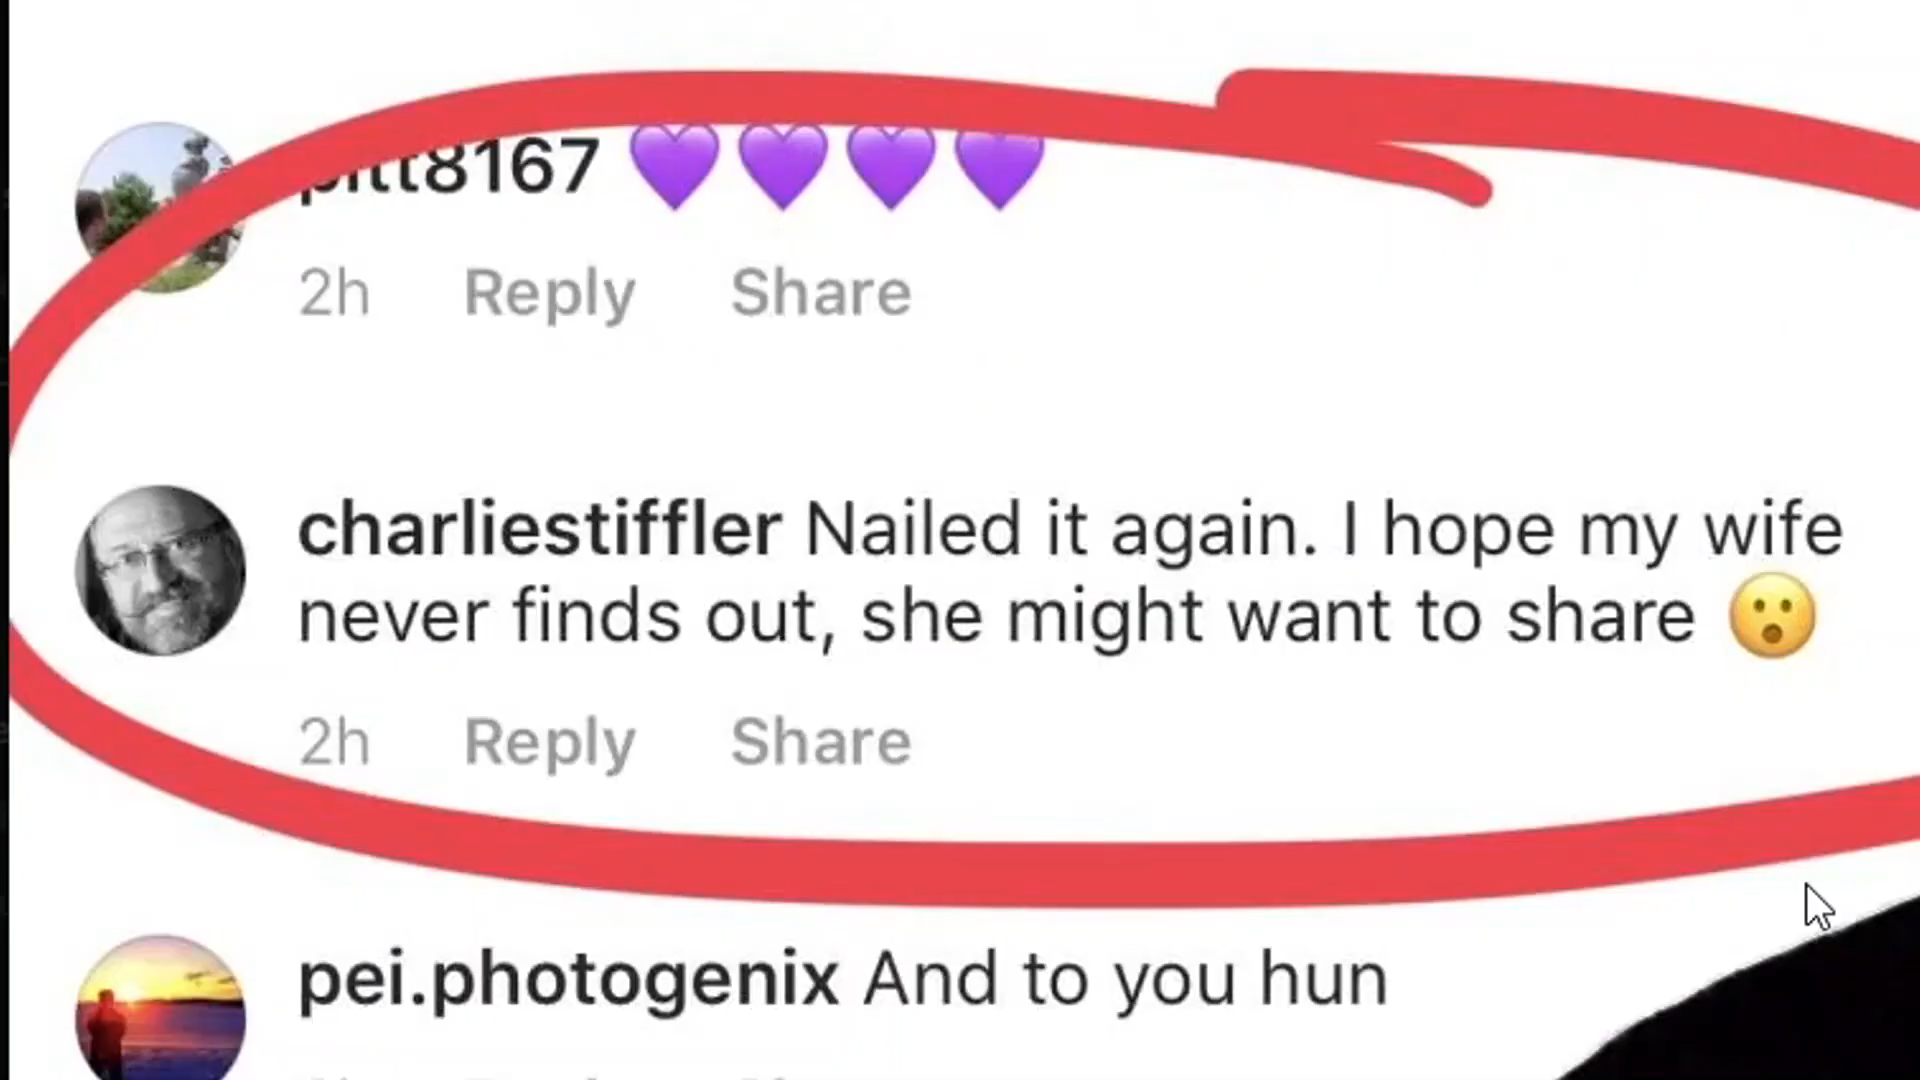 pitt8167 💜💜💜💜
2h Reply Share
charliestiffler Nailed it again. I hope my wife
never finds out, she might want to share 😮
2h Reply Share
pei.photogenix And to you hun